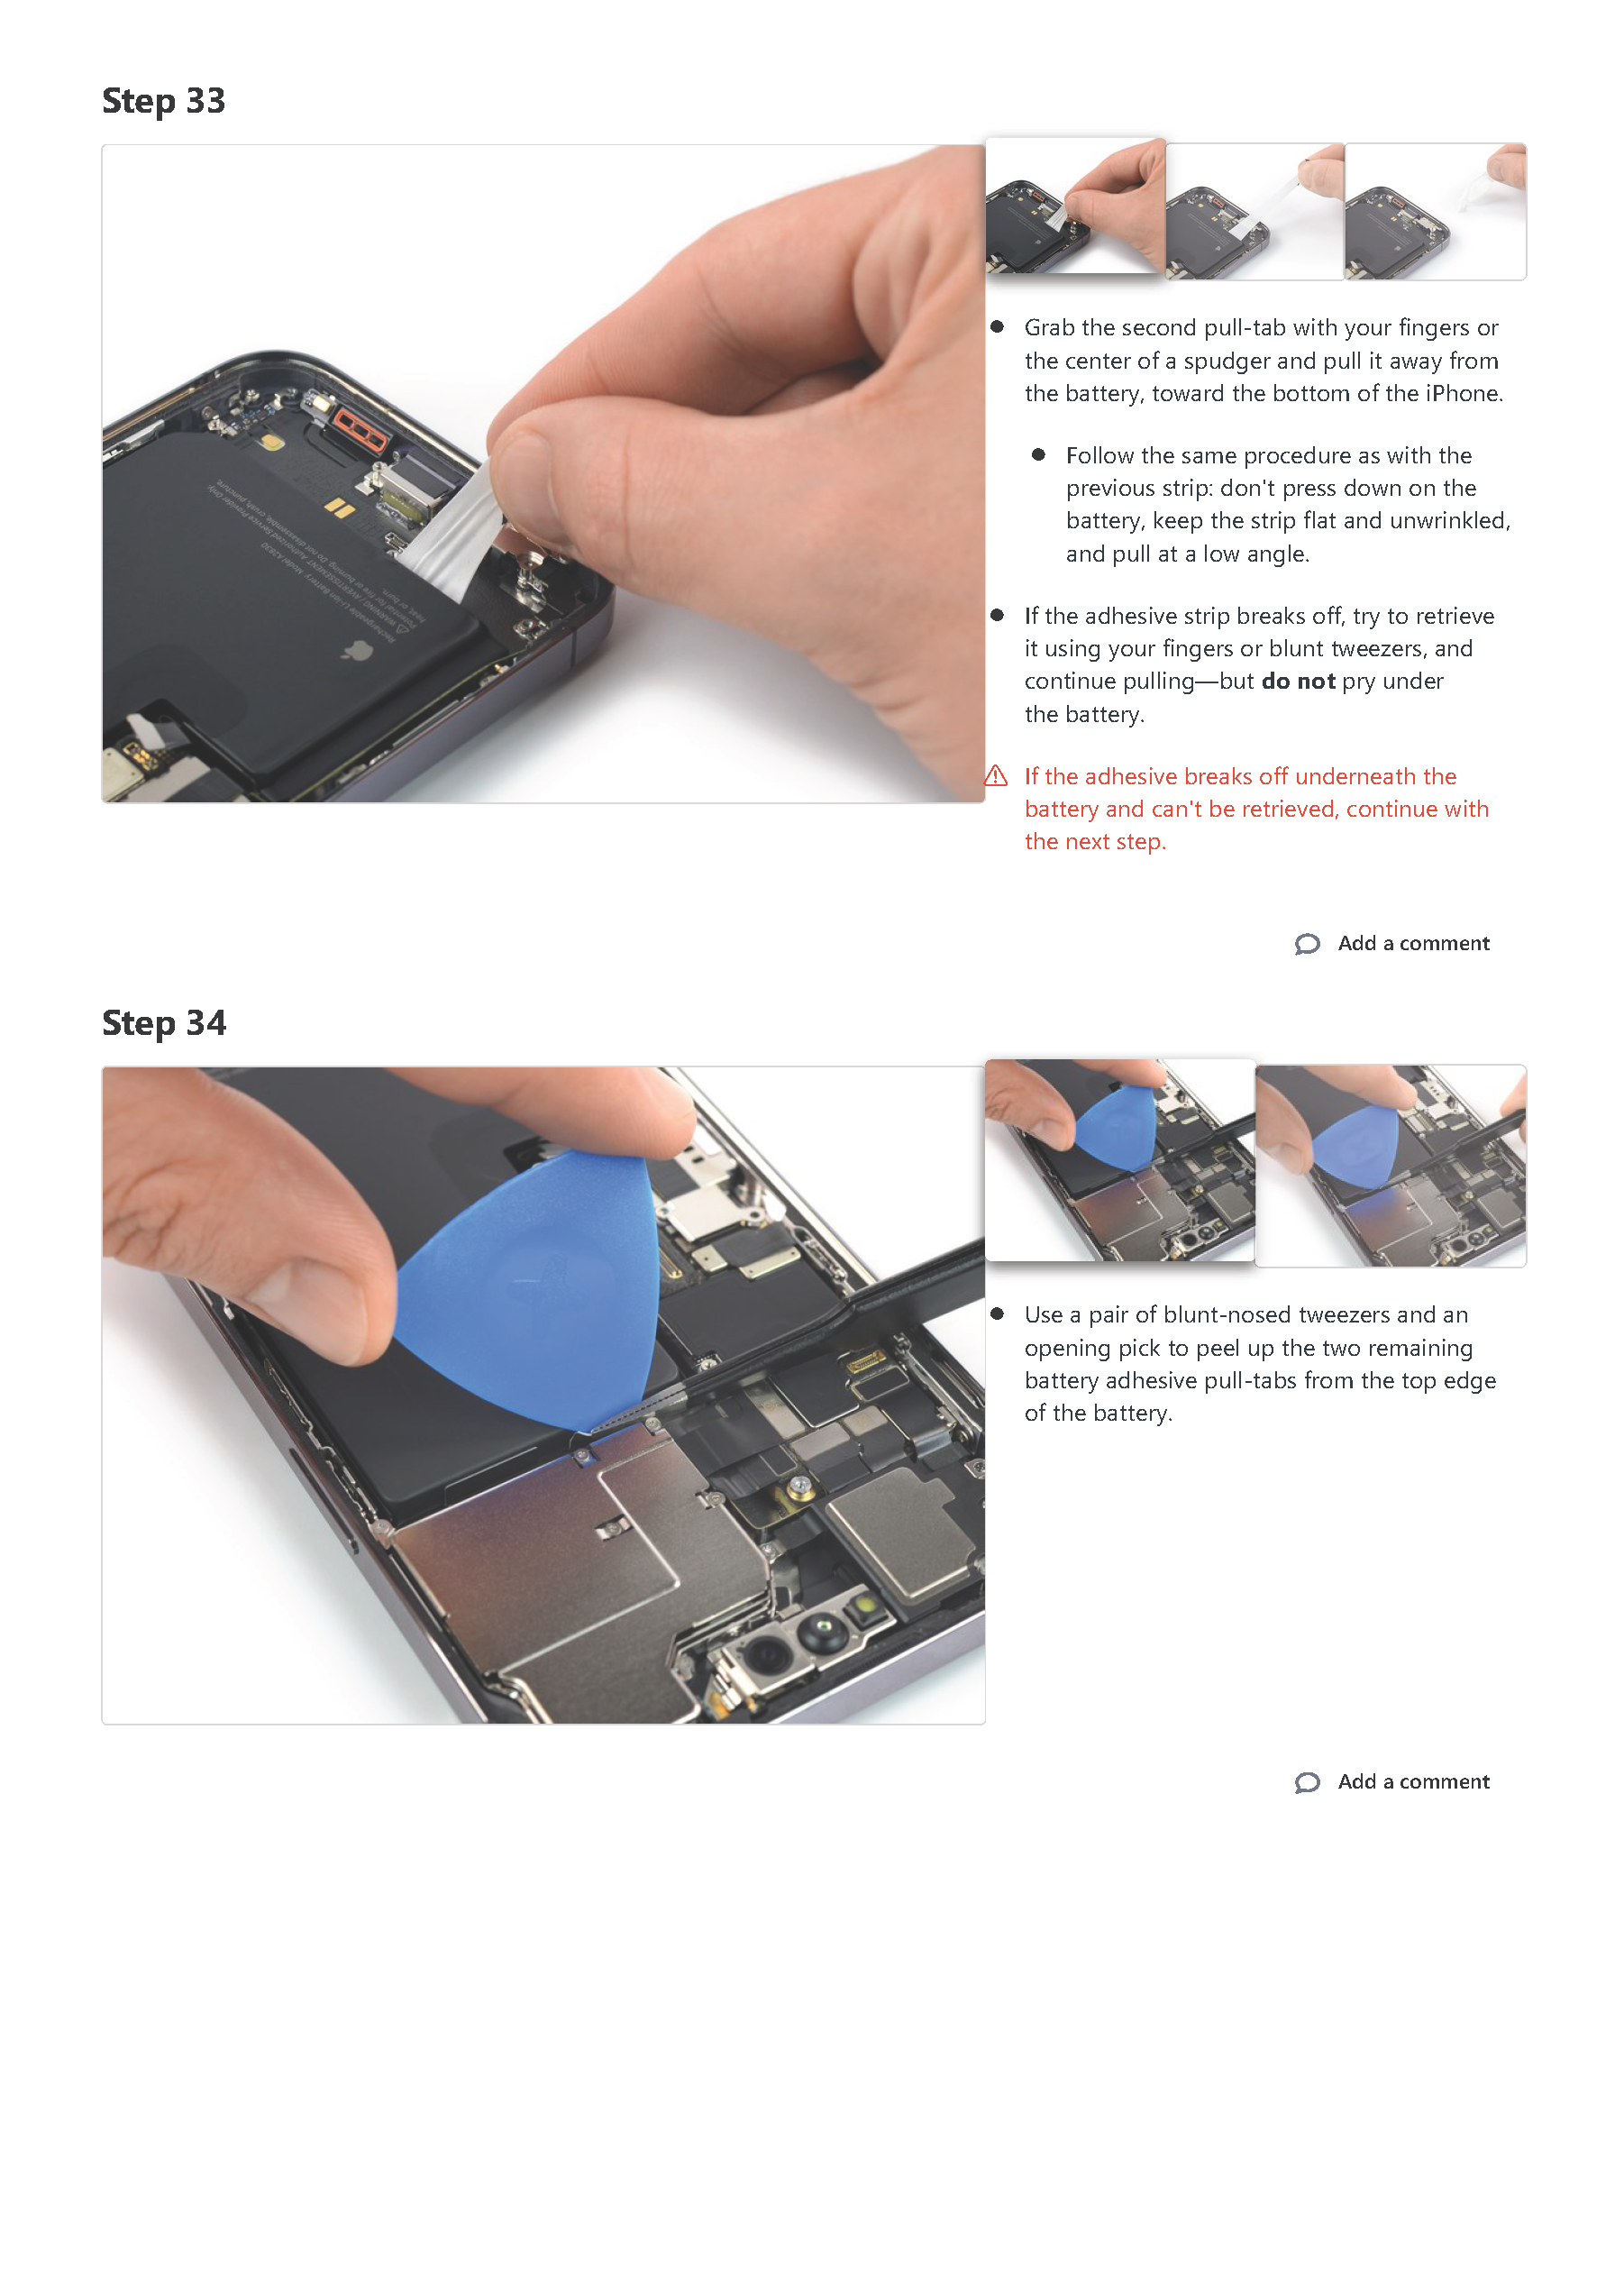 Step 33
Grab the second pull-tab with your fingers or
the center of a spudger and pull it away from
the battery, toward the bottom of the iPhone.
Follow the same procedure as with the
previous strip: don't press down on the
battery, keep the strip flat and unwrinkled,
and pull at a low angle.
If the adhesive strip breaks off, try to retrieve
it using your fingers or blunt tweezers, and
continue pulling—but do not pry under
the battery.
If the adhesive breaks off underneath the
battery and can't be retrieved, continue with
the next step.
Add a comment
Step 34
Use a pair of blunt-nosed tweezers and an
opening pick to peel up the two remaining
battery adhesive pull-tabs from the top edge
of the battery.
Add a comment